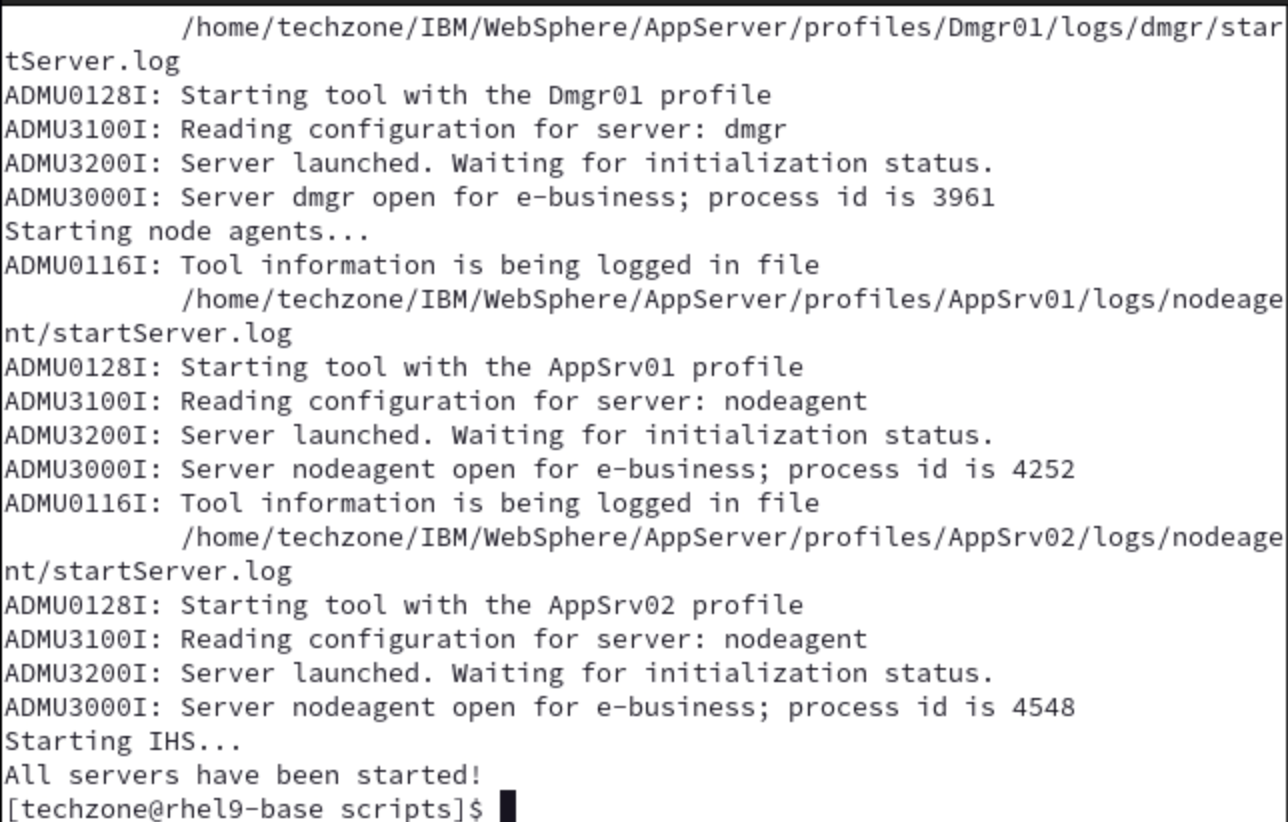 /home/techzone/IBM/WebSphere/AppServer/profiles/Dmgr01/logs/dmgr/star
tServer.log
ADMU0128I: Starting tool with the Dmgr01 profile
ADMU3100I: Reading configuration for server: dmgr
ADMU3200I: Server launched. Waiting for initialization status.
ADMU3000I: Server dmgr open for e-business; process id is 3961
Starting node agents...
ADMU0116I: Tool information is being logged in file
/home/techzone/IBM/WebSphere/AppServer/profiles/AppSrv01/logs/nodeage
nt/startServer.log
ADMU0128I: Starting tool with the AppSrv01 profile
ADMU3100I: Reading configuration for server: nodeagent
ADMU3200I: Server launched. Waiting for initialization status.
ADMU3000I: Server nodeagent open for e-business; process id is 4252
ADMU0116I: Tool information is being logged in file
/home/techzone/IBM/WebSphere/AppServer/profiles/AppSrv02/logs/nodeage
nt/startServer.log
ADMU0128I: Starting tool with the AppSrv02 profile
ADMU3100I: Reading configuration for server: nodeagent
ADMU3200I: Server launched. Waiting for initialization status.
ADMU3000I: Server nodeagent open for e-business; process id is 4548
Starting IHS...
All servers have been started!
[techzone@rhel9-base scripts]$